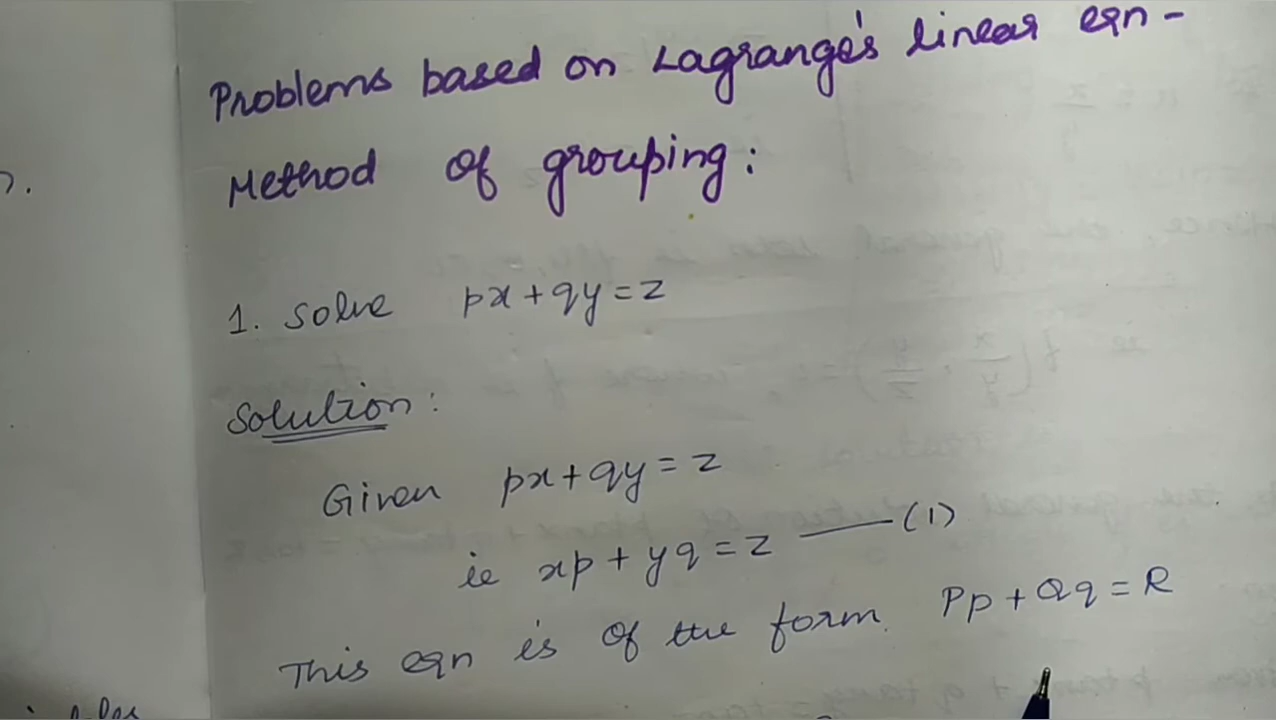 Problems based on Lagrange's linear eqn -
Method of grouping:
1. Solve px+qy=z
Solution:
Given px+qy=z
ie xp+yq=z —— (1)
This eqn is of the form Pp+Qq=R